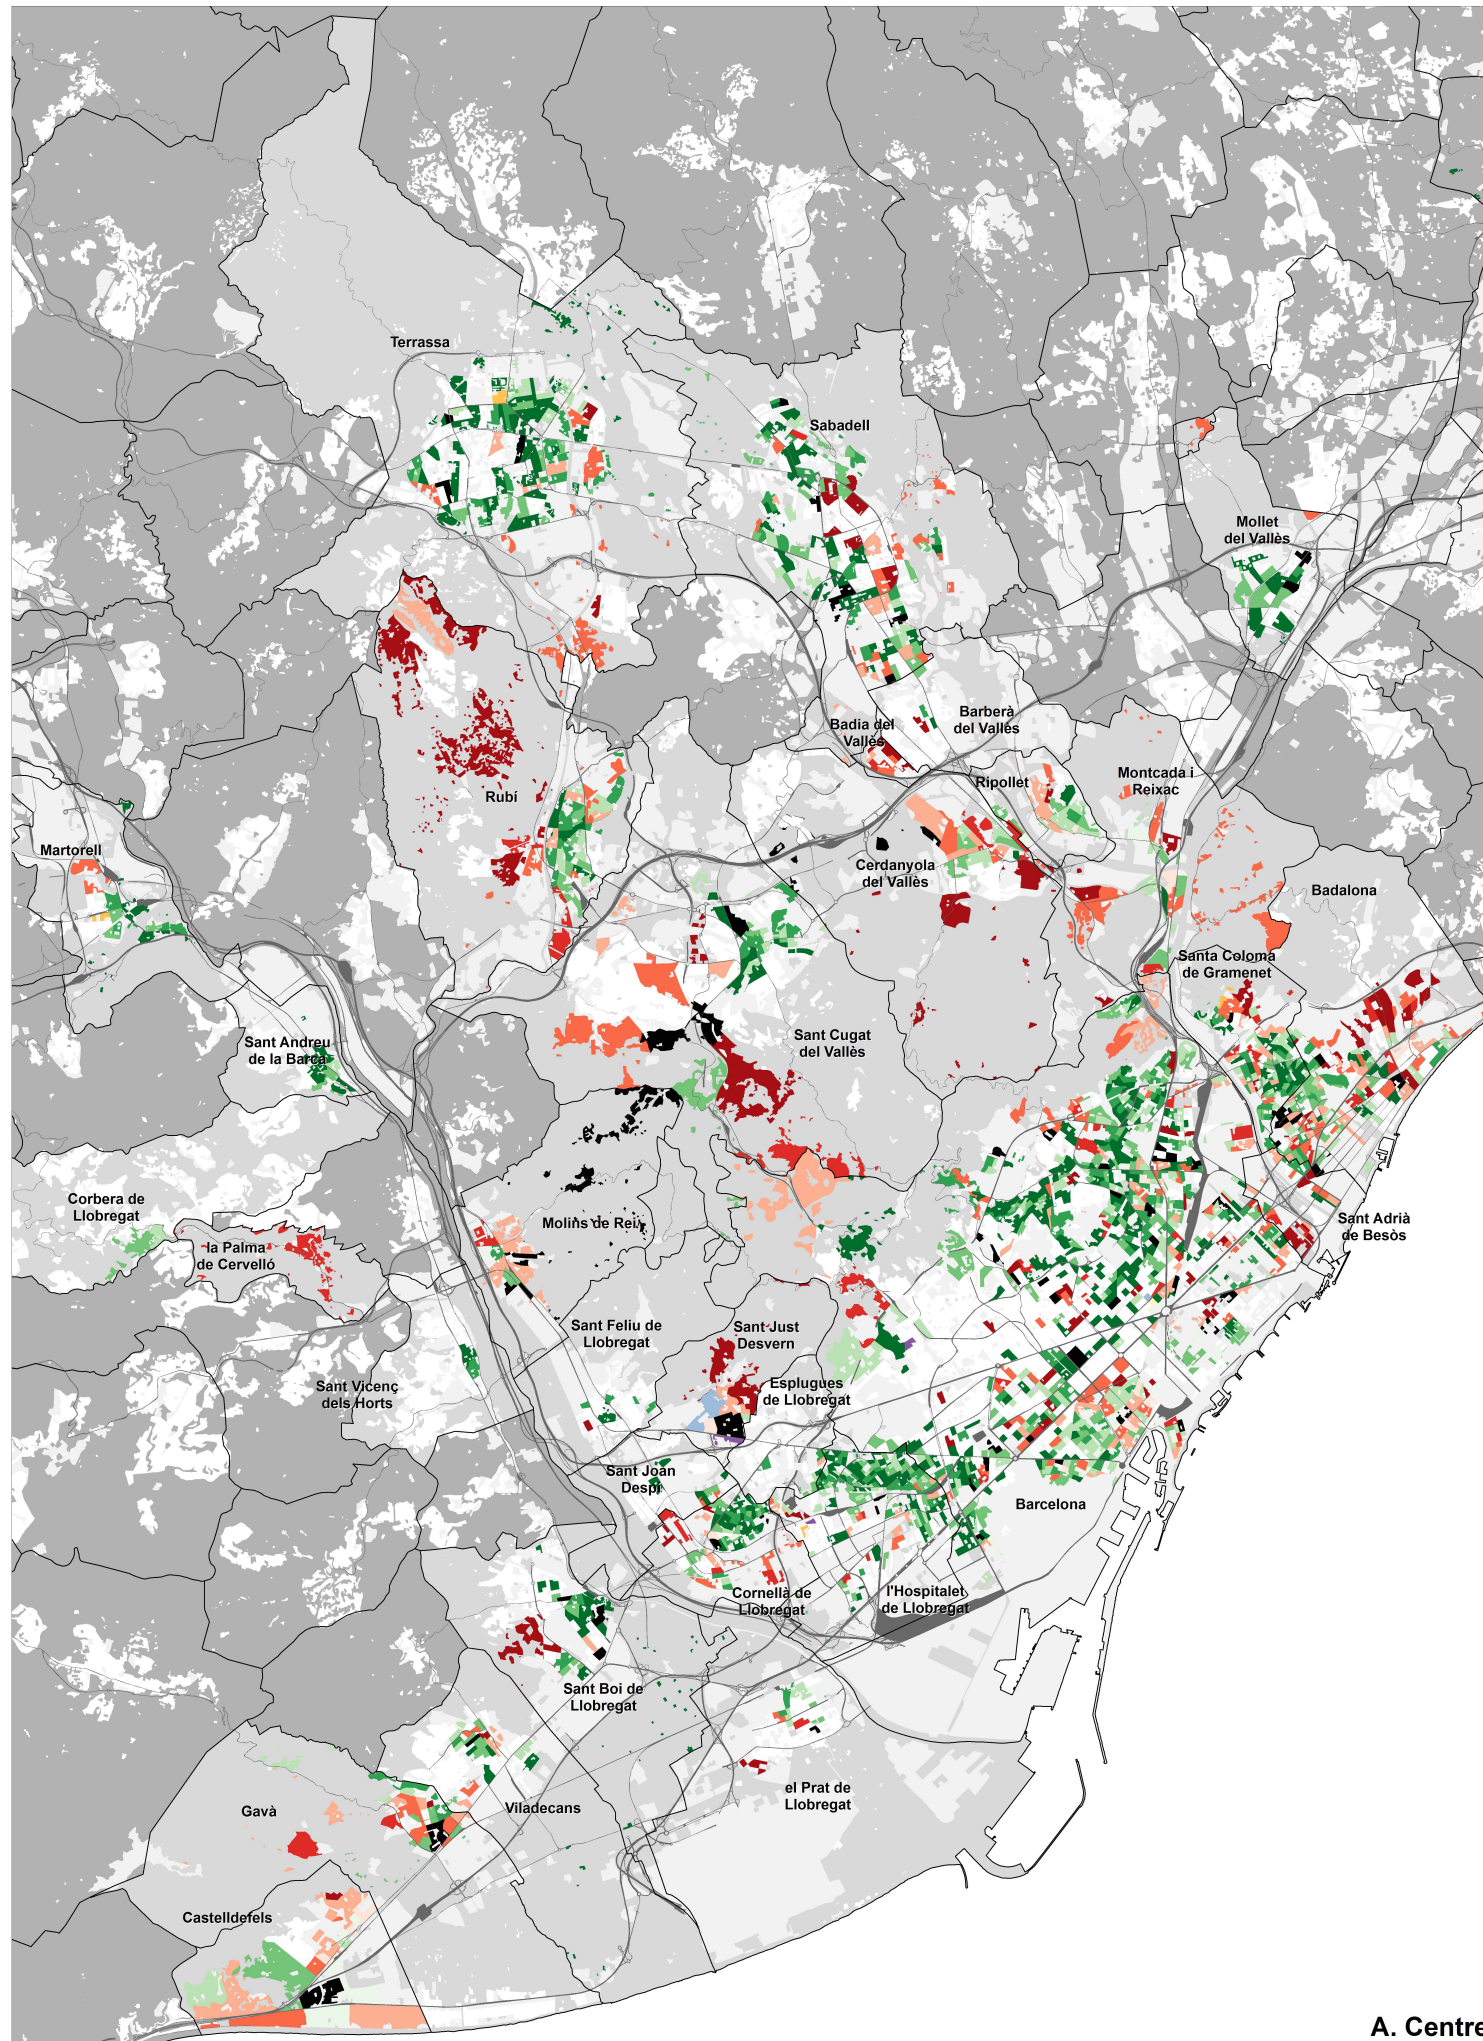 Terrassa
Sabadell
Mollet
del Vallès
Badia del
Vallès
Barberà
del Vallès
Ripollet
Montcada i
Reixac
Rubí
Martorell
Cerdanyola
del Vallès
Badalona
Santa Coloma
de Gramenet
Sant Andreu
de la Barca
Sant Cugat
del Vallès
Corbera de
Llobregat
la Palma
de Cervelló
Molins de Rei
Sant Adrià
de Besòs
Sant Feliu de
Llobregat
Sant Just
Desvern
Sant Vicenç
dels Horts
Esplugues
de Llobregat
Sant Joan
Despí
Barcelona
Cornellà de
Llobregat
l'Hospitalet
de Llobregat
Sant Boi de
Llobregat
el Prat de
Llobregat
Gavà
Viladecans
Castelldefels
A. Centre